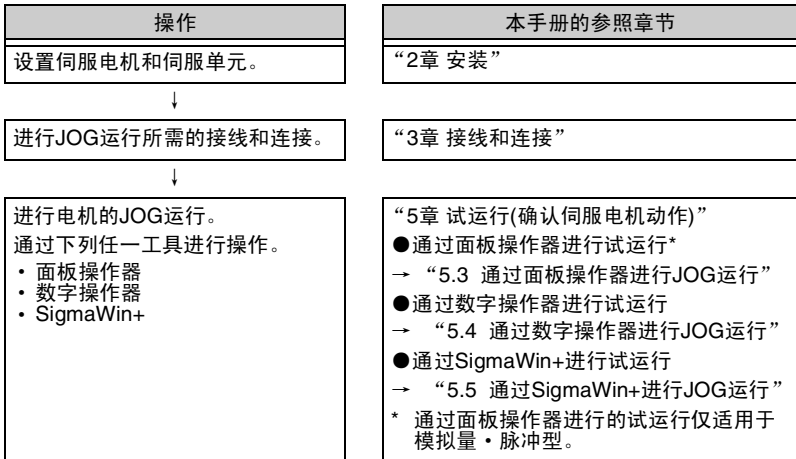 操作
本手册的参照章节
设置伺服电机和伺服单元。
“2章 安装”
↓
进行JOG运行所需的接线和连接。
“3章 接线和连接”
↓
进行电机的JOG运行。
通过下列任一工具进行操作。
• 面板操作器
• 数字操作器
• SigmaWin+
“5章 试运行(确认伺服电机动作)”
●通过面板操作器进行试运行*
→ “5.3 通过面板操作器进行JOG运行”
●通过数字操作器进行试运行
→ “5.4 通过数字操作器进行JOG运行”
●通过SigmaWin+进行试运行
→ “5.5 通过SigmaWin+进行JOG运行”
* 通过面板操作器进行的试运行仅适用于
模拟量・脉冲型。